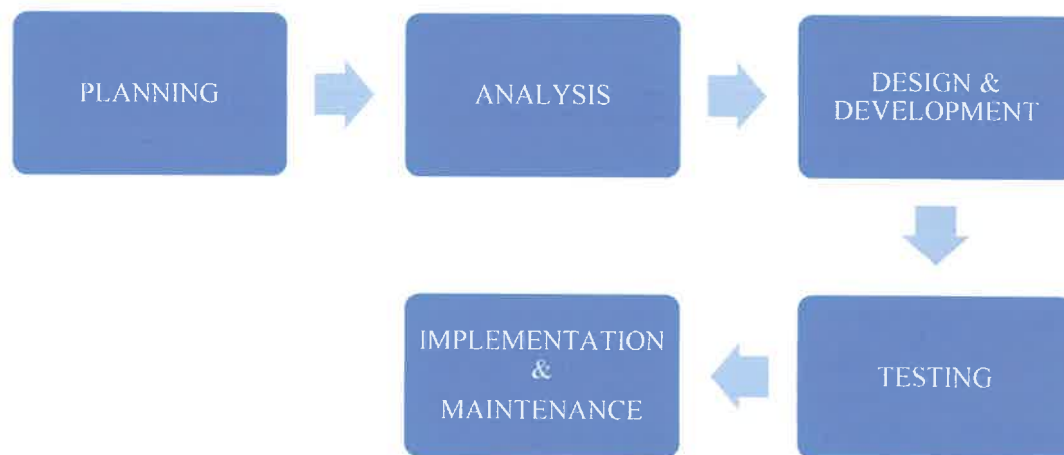 PLANNING
ANALYSIS
DESIGN &
DEVELOPMENT
TESTING
IMPLEMENTATION
&
MAINTENANCE